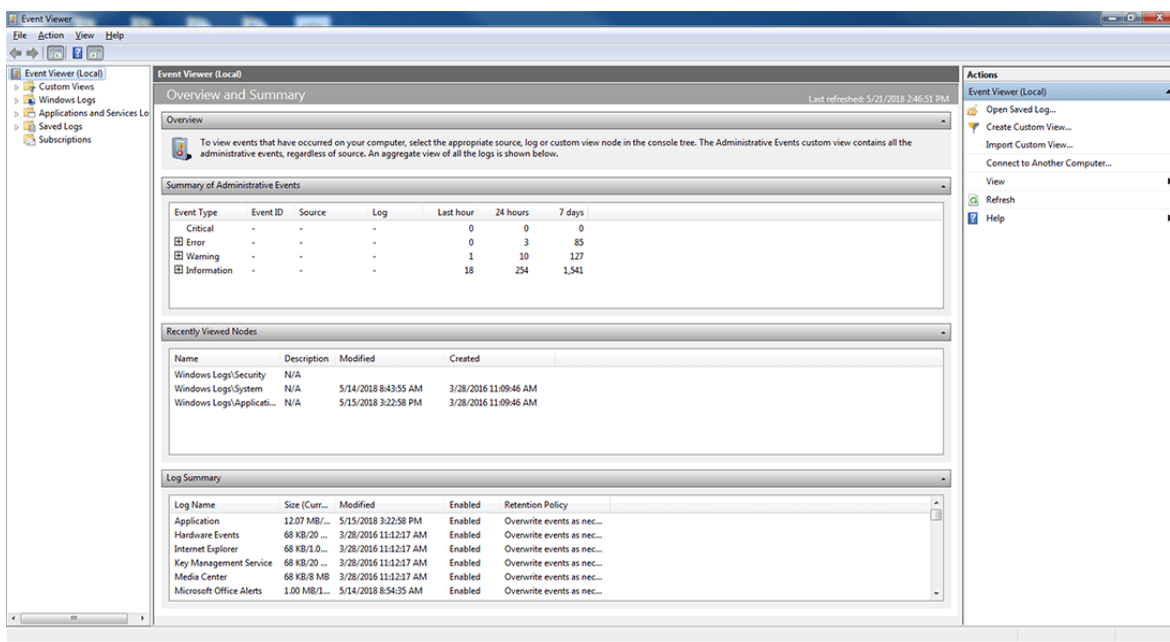 Event Viewer
File Action View Help
Event Viewer (Local)
Custom Views
Windows Logs
Applications and Services Lo
Saved Logs
Subscriptions
Event Viewer (Local)
Overview and Summary
Last refreshed: 5/21/2018 2:46:51 PM
Overview
To view events that have occurred on your computer, select the appropriate source, log or custom view node in the console tree. The Administrative Events custom view contains all the
administrative events, regardless of source. An aggregate view of all the logs is shown below.
Summary of Administrative Events
Event Type Event ID Source Log Last hour 24 hours 7 days
Critical - - - 0 0 0
Error - - - 0 3 85
Warning - - - 1 10 127
Information - - - 18 254 1,541
Recently Viewed Nodes
Name Description Modified Created
Windows Logs\Security N/A
Windows Logs\System N/A 5/14/2018 8:43:55 AM 3/28/2016 11:09:46 AM
Windows Logs\Applicati... N/A 5/15/2018 3:22:58 PM 3/28/2016 11:09:46 AM
Log Summary
Log Name Size (Curr... Modified Enabled Retention Policy
Application 12.07 MB/... 5/15/2018 3:22:58 PM Enabled Overwrite events as nec...
Hardware Events 68 KB/20 ... 3/28/2016 11:12:17 AM Enabled Overwrite events as nec...
Internet Explorer 68 KB/1.0... 3/28/2016 11:12:17 AM Enabled Overwrite events as nec...
Key Management Service 68 KB/20 ... 3/28/2016 11:12:17 AM Enabled Overwrite events as nec...
Media Center 68 KB/8 MB 3/28/2016 11:12:17 AM Enabled Overwrite events as nec...
Microsoft Office Alerts 1.00 MB/1... 5/14/2018 8:54:35 AM Enabled Overwrite events as nec...
Actions
Event Viewer (Local)
Open Saved Log...
Create Custom View...
Import Custom View...
Connect to Another Computer...
View
Refresh
Help